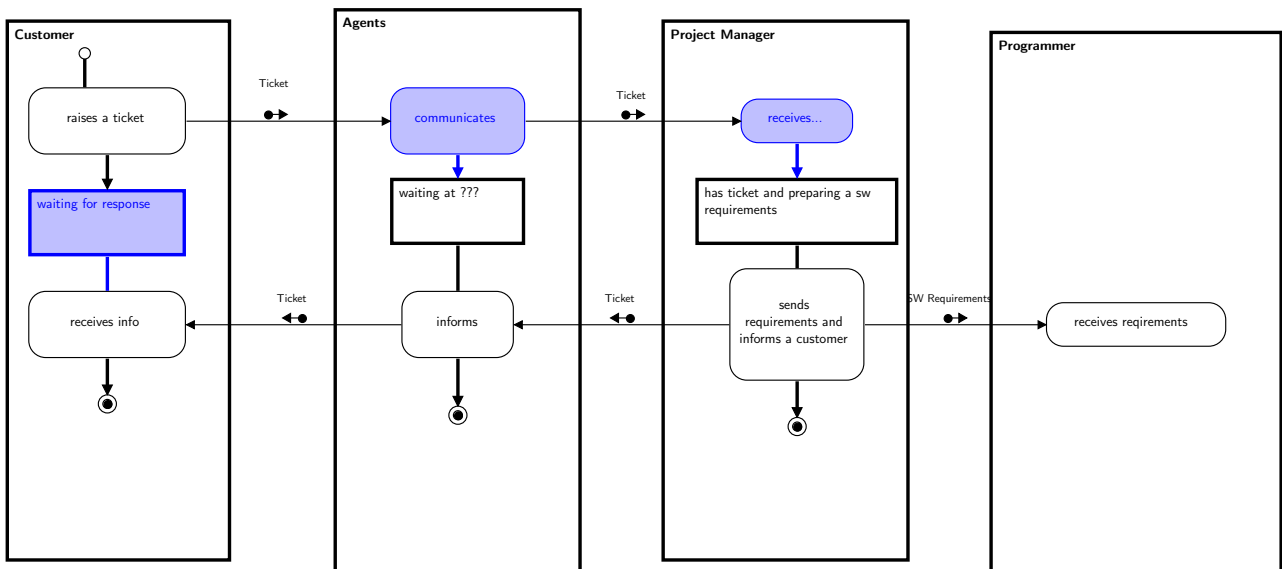 Customer
Agents
Project Manager
Programmer
Ticket
Ticket
raises a ticket
communicates
receives...
waiting for response
waiting at ???
has ticket and preparing a sw
requirements
Ticket
Ticket
SW Requirements
receives info
informs
sends
requirements and
informs a customer
receives reqirements